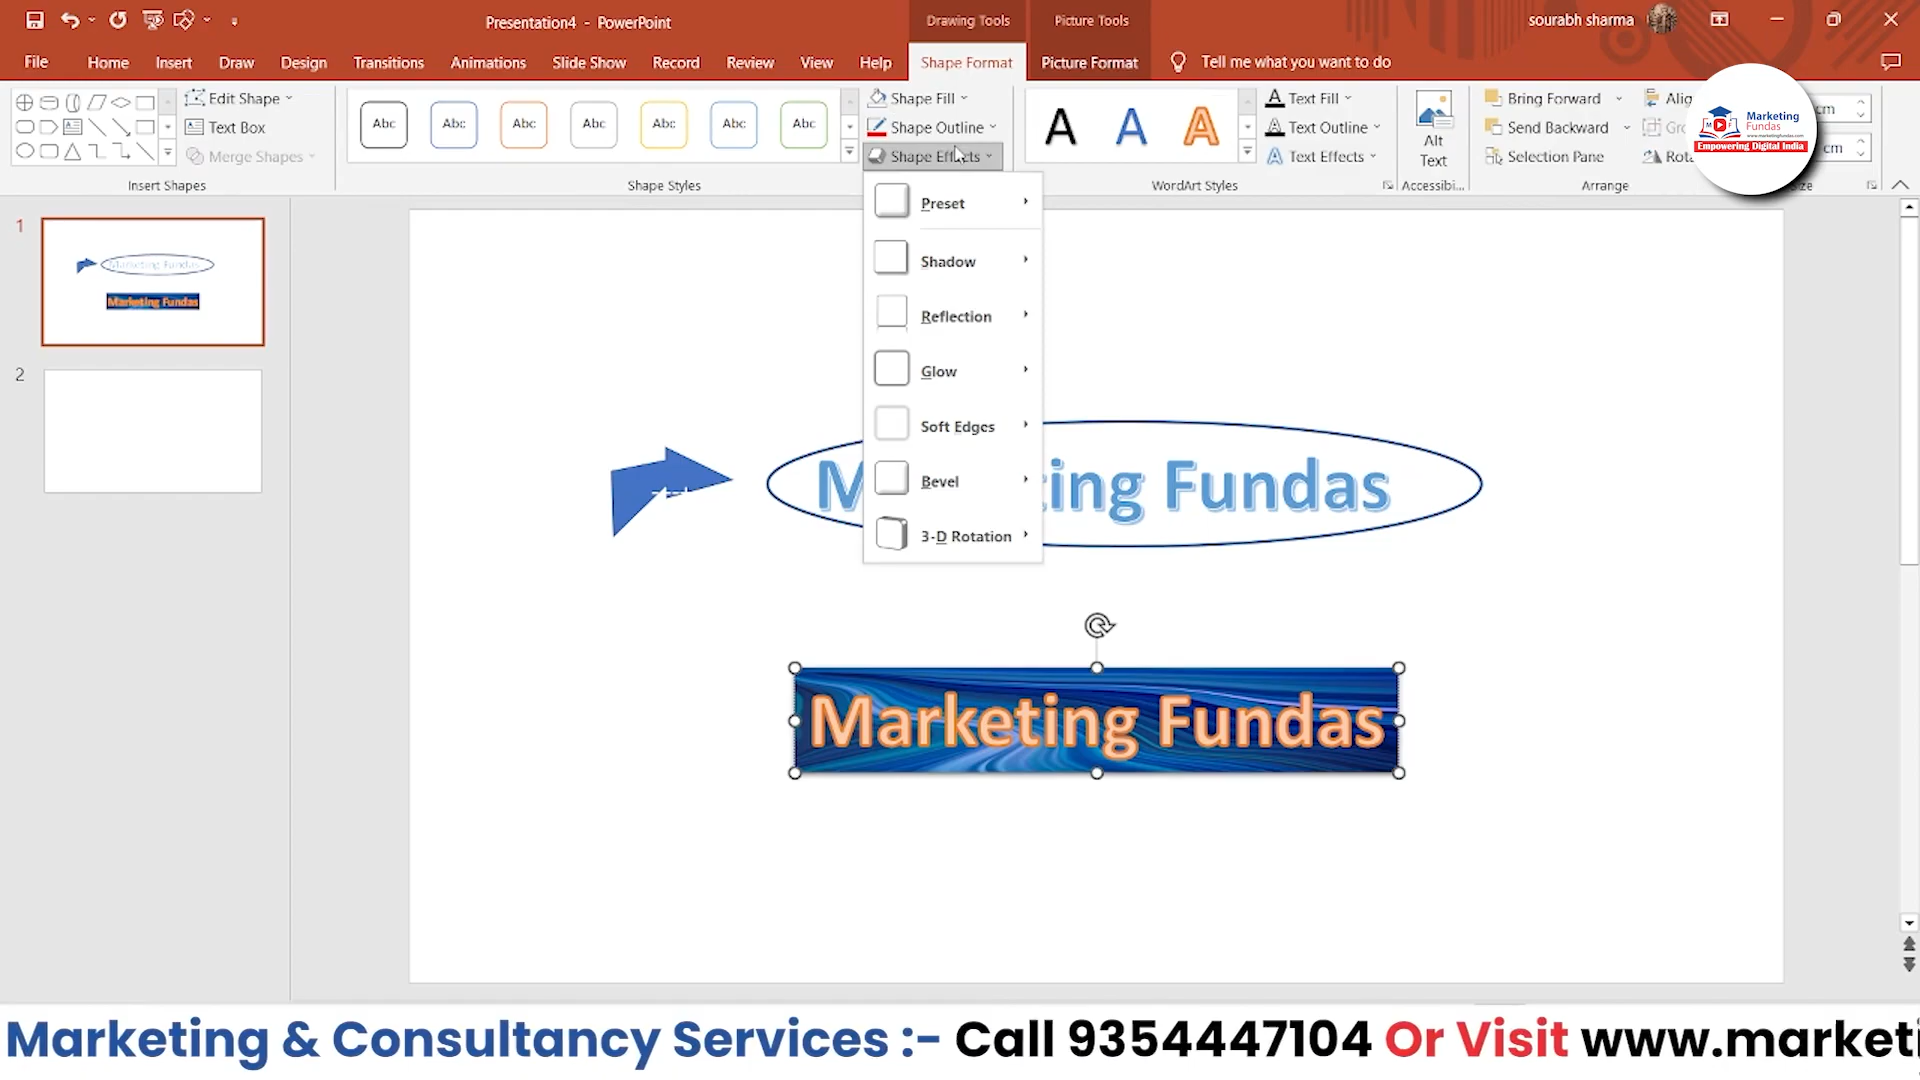 Presentation4 - PowerPoint
Drawing Tools
Picture Tools
sourabh sharma
File
Home
Insert
Draw
Design
Transitions
Animations
Slide Show
Record
Review
View
Help
Shape Format
Picture Format
Tell me what you want to do
Edit Shape
Text Box
Merge Shapes
Insert Shapes
Abc
Abc
Abc
Abc
Abc
Abc
Abc
Shape Styles
Shape Fill
Shape Outline
Shape Effects
A
A
A
WordArt Styles
Text Fill
Text Outline
Text Effects
Alt
Text
Accessibi...
Bring Forward
Send Backward
Selection Pane
Arrange
cm
cm
Marketing
Fundas
www.marketingfundas.com
Empowering Digital India
Preset
Shadow
Reflection
Glow
Soft Edges
Bevel
3-D Rotation
1
Marketing Fundas
Marketing Fundas
2
Marketing Fundas
Marketing & Consultancy Services :- Call 9354447104 Or Visit